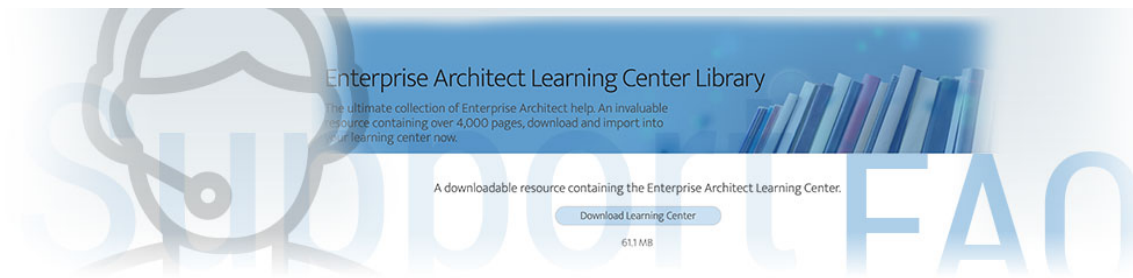 Enterprise Architect Learning Center Library
The ultimate collection of Enterprise Architect help. An invaluable
resource containing over 4,000 pages, download and import into
your learning center now.
Support FAQ
A downloadable resource containing the Enterprise Architect Learning Center.
Download Learning Center
61.1 MB